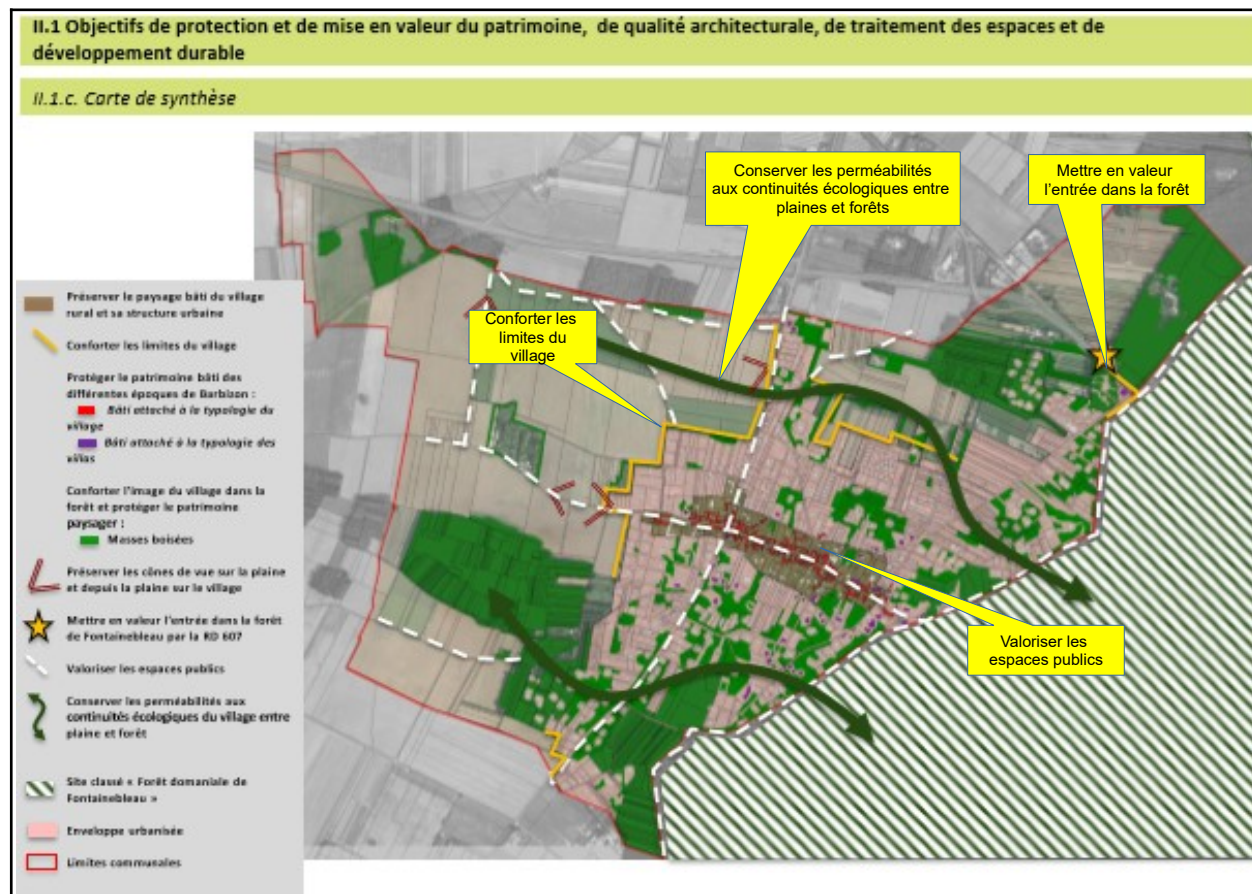 II.1 Objectifs de protection et de mise en valeur du patrimoine, de qualité architecturale, de traitement des espaces et de
développement durable
II.1.c. Carte de synthèse
Conserver les perméabilités
aux continuités écologiques entre
plaines et forêts
Mettre en valeur
l'entrée dans la forêt
Conforter les
limites du
village
Valoriser les
espaces publics
Préserver le paysage bâti du village
rural et sa structure urbaine
Conforter les limites du village
Protéger le patrimoine bâti des
différentes époques de Barbizon :
Bâti attaché à la typologie du
village
Bâti attaché à la typologie des
villas
Conforter l'image du village dans la
forêt et protéger le patrimoine
paysager :
Masses boisées
Préserver les cônes de vue sur la plaine
et depuis la plaine sur le village
Mettre en valeur l'entrée dans la forêt
de Fontainebleau par la RD 607
Valoriser les espaces publics
Conserver les perméabilités aux
continuités écologiques du village entre
plaine et forêt
Site classé « Forêt domaniale de
Fontainebleau »
Enveloppe urbanisée
Limites communales